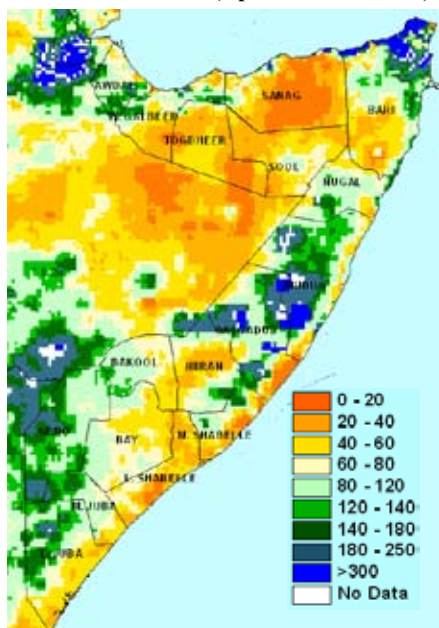 AWDAL
SANAG
BARI
TOGDHEER
SOOL
NUGAL
BAKOOL
HIRAN
BAY
M. SHABELLE
L. SHABELLE
M. JUBA
0 - 20
20 - 40
40 - 60
60 - 80
80 - 120
120 - 140
140 - 180
180 - 250
>300
No Data